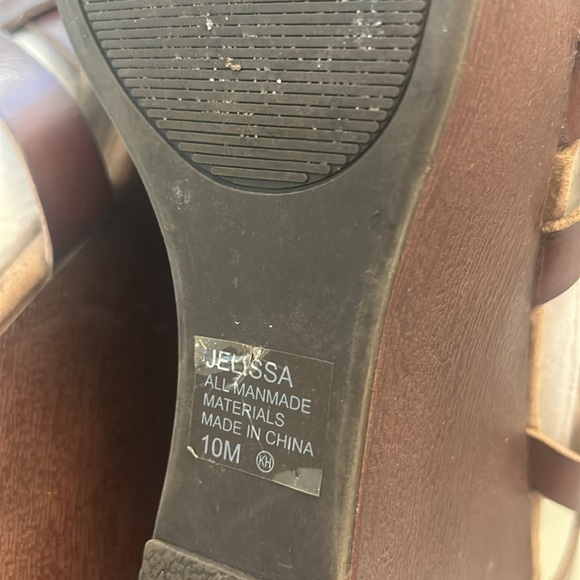 JELISSA
ALL MANMADE
MATERIALS
MADE IN CHINA
10M KH